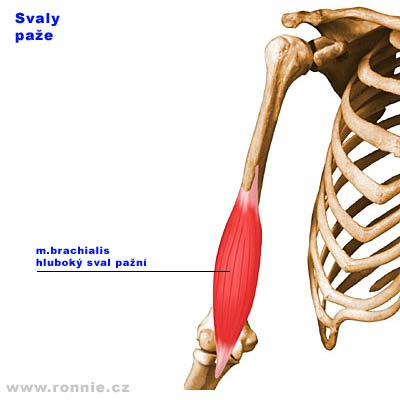 Svaly
paže
m.brachialis
hluboký sval pažní
www.ronnie.cz